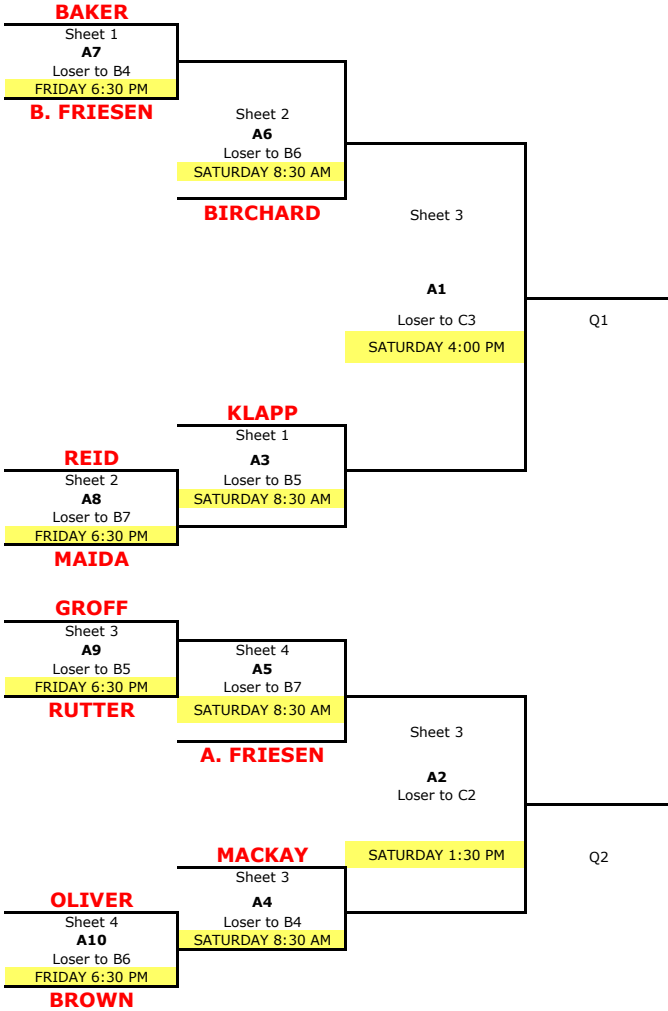 BAKER
Sheet 1
A7
Loser to B4
FRIDAY 6:30 PM
B. FRIESEN
Sheet 2
A6
Loser to B6
SATURDAY 8:30 AM
BIRCHARD
Sheet 3
A1
Loser to C3
SATURDAY 4:00 PM
Q1
KLAPP
Sheet 1
A3
Loser to B5
SATURDAY 8:30 AM
REID
Sheet 2
A8
Loser to B7
FRIDAY 6:30 PM
MAIDA
GROFF
Sheet 3
A9
Loser to B5
FRIDAY 6:30 PM
RUTTER
Sheet 4
A5
Loser to B7
SATURDAY 8:30 AM
A. FRIESEN
Sheet 3
A2
Loser to C2
SATURDAY 1:30 PM
Q2
MACKAY
Sheet 3
A4
Loser to B4
SATURDAY 8:30 AM
OLIVER
Sheet 4
A10
Loser to B6
FRIDAY 6:30 PM
BROWN